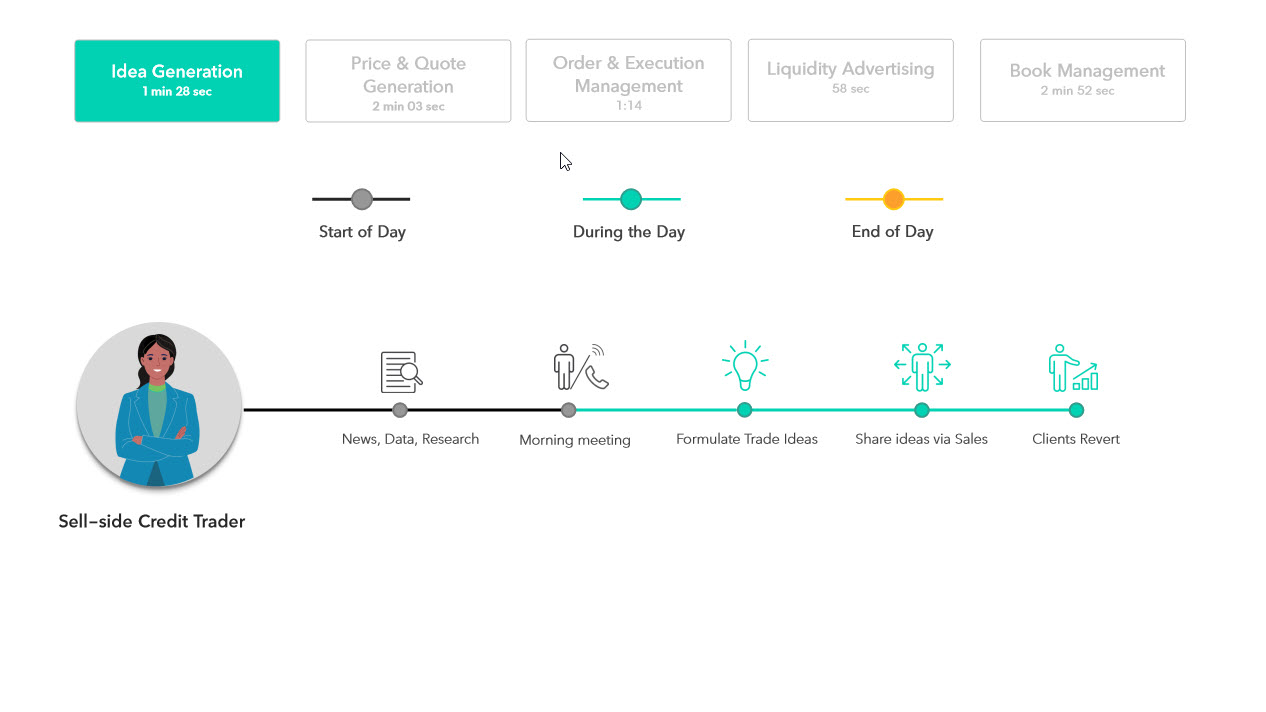 Idea Generation
1 min 28 sec
Price & Quote
Generation
2 min 03 sec
Order & Execution
Management
1:14
Liquidity Advertising
58 sec
Book Management
2 min 52 sec
Start of Day
During the Day
End of Day
News, Data, Research
Morning meeting
Formulate Trade Ideas
Share ideas via Sales
Clients Revert
Sell-side Credit Trader